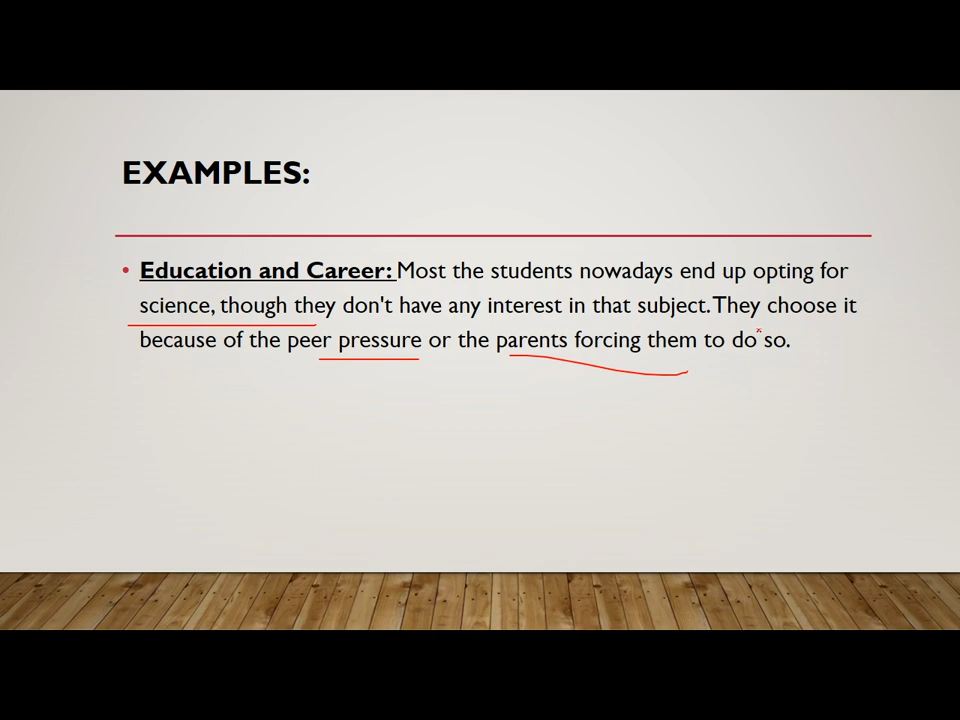 EXAMPLES:
• Education and Career: Most the students nowadays end up opting for
science, though they don't have any interest in that subject. They choose it
because of the peer pressure or the parents forcing them to do so.